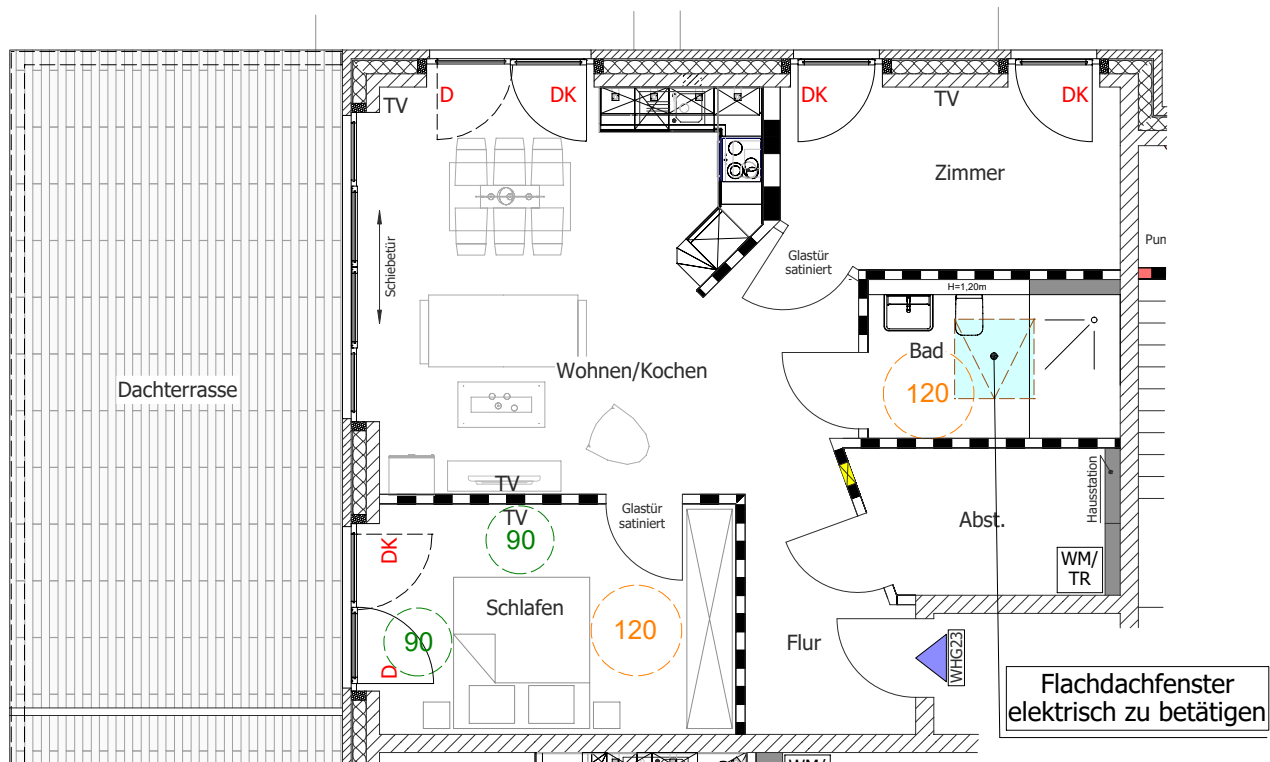 TV
D
DK
DK
TV
DK
Zimmer
Pun
Schiebetür
Glastür
satiniert
H=1,20m
Bad
120
Wohnen/Kochen
Dachterrasse
TV
TV
90
Glastür
satiniert
Abst.
Hausstation
WM/
TR
DK
Schlafen
120
90
D
Flur
WHG23
Flachdachfenster
elektrisch zu betätigen
WM/